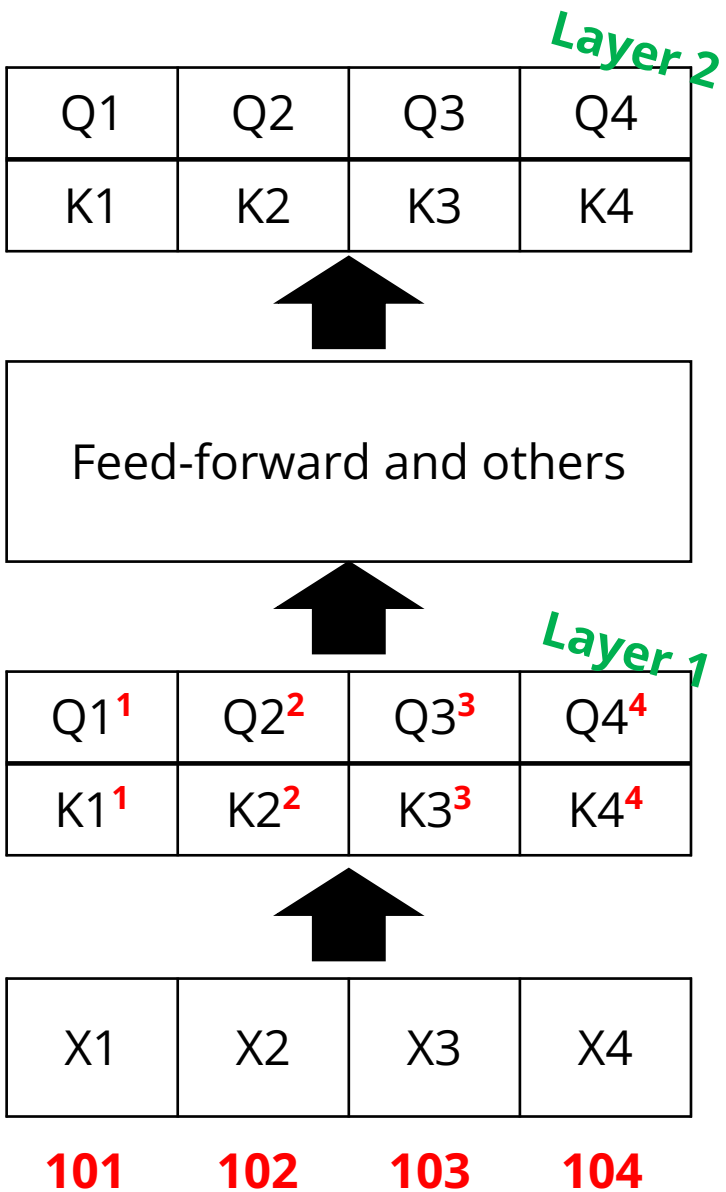 Layer 2
Q1 Q2 Q3 Q4
K1 K2 K3 K4
Feed-forward and others
Layer 1
Q1¹ Q2² Q3³ Q4⁴
K1¹ K2² K3³ K4⁴
X1 X2 X3 X4
101 102 103 104